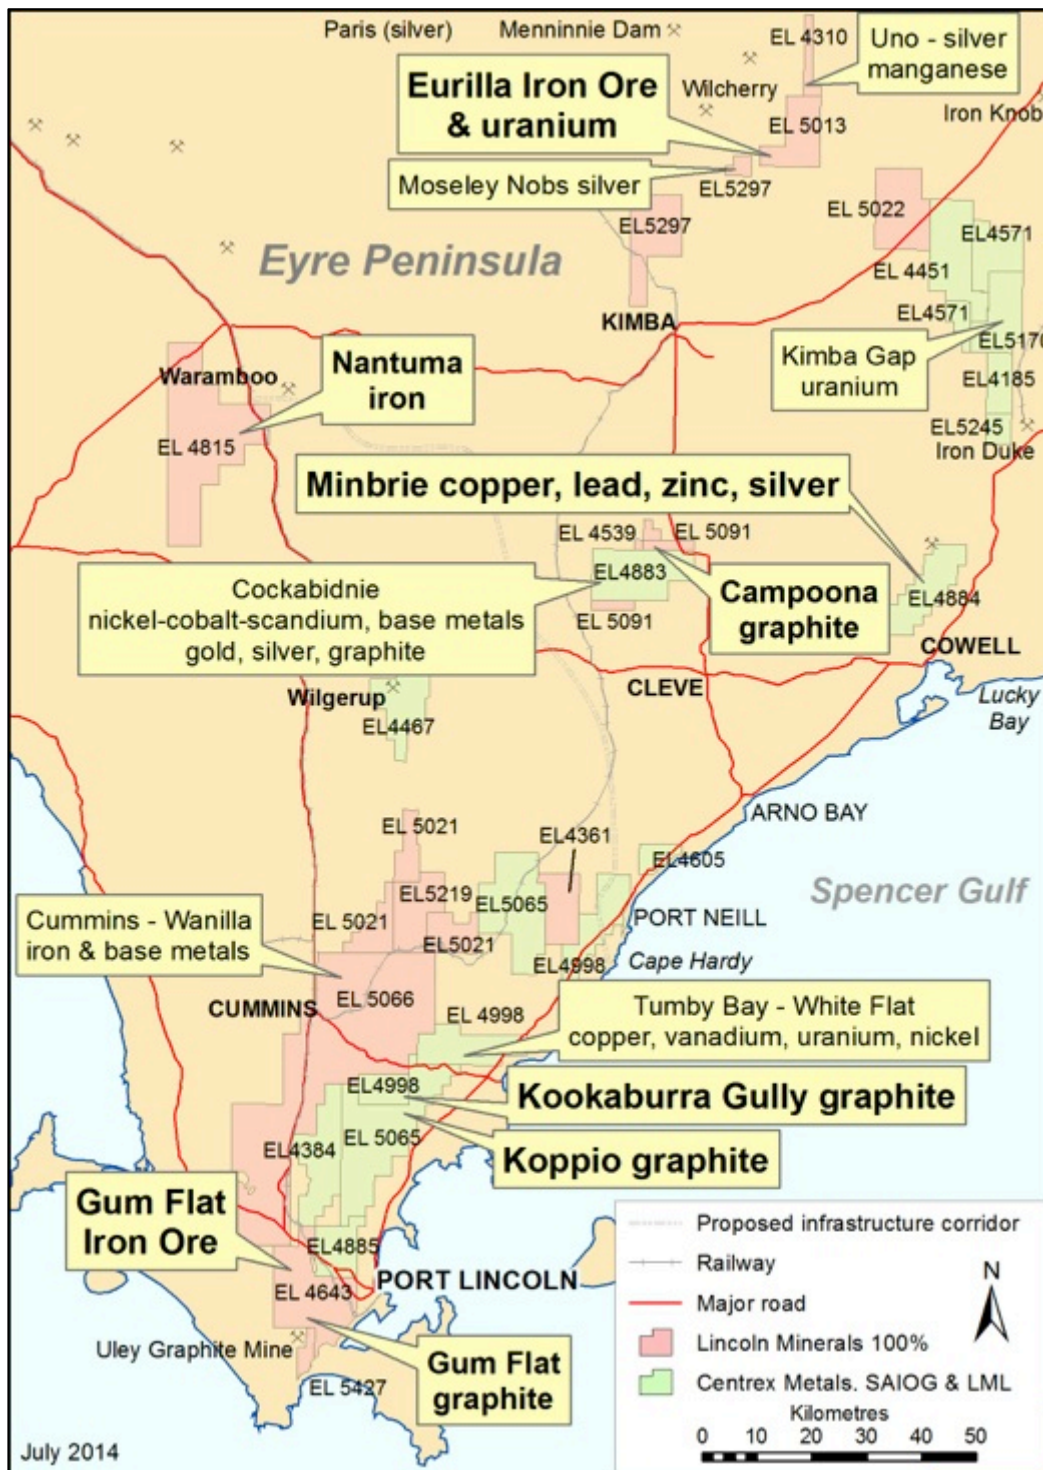 Paris (silver)
Menninnie Dam
EL 4310
Uno - silver
manganese
Eurilla Iron Ore
& uranium
Wilcherry
Iron Knob
EL 5013
Moseley Nobs silver
EL5297
EL5297
EL 5022
EL4571
Eyre Peninsula
EL 4451
EL4571
KIMBA
EL5170
Kimba Gap
uranium
Nantuma
iron
Waramboo
EL4185
EL 4815
EL5245
Iron Duke
Minbrie copper, lead, zinc, silver
EL 4539
EL 5091
EL4883
Cockabidnie
nickel-cobalt-scandium, base metals
gold, silver, graphite
Campoona
graphite
EL4884
EL 5091
COWELL
CLEVE
Wilgerup
Lucky
Bay
EL4467
ARNO BAY
EL 5021
EL4361
EL4605
EL5219
EL5065
Spencer Gulf
Cummins - Wanilla
iron & base metals
EL 5021
PORT NEILL
EL5021
EL4998
Cape Hardy
EL 5066
CUMMINS
EL 4998
Tumby Bay - White Flat
copper, vanadium, uranium, nickel
EL4998
Kookaburra Gully graphite
EL4384
EL 5065
Koppio graphite
Gum Flat
Iron Ore
EL4885
PORT LINCOLN
EL 4643
Uley Graphite Mine
Gum Flat
graphite
EL 5427
Proposed infrastructure corridor
Railway
Major road
Lincoln Minerals 100%
Centrex Metals. SAIOG & LML
N
Kilometres
0 10 20 30 40 50
July 2014